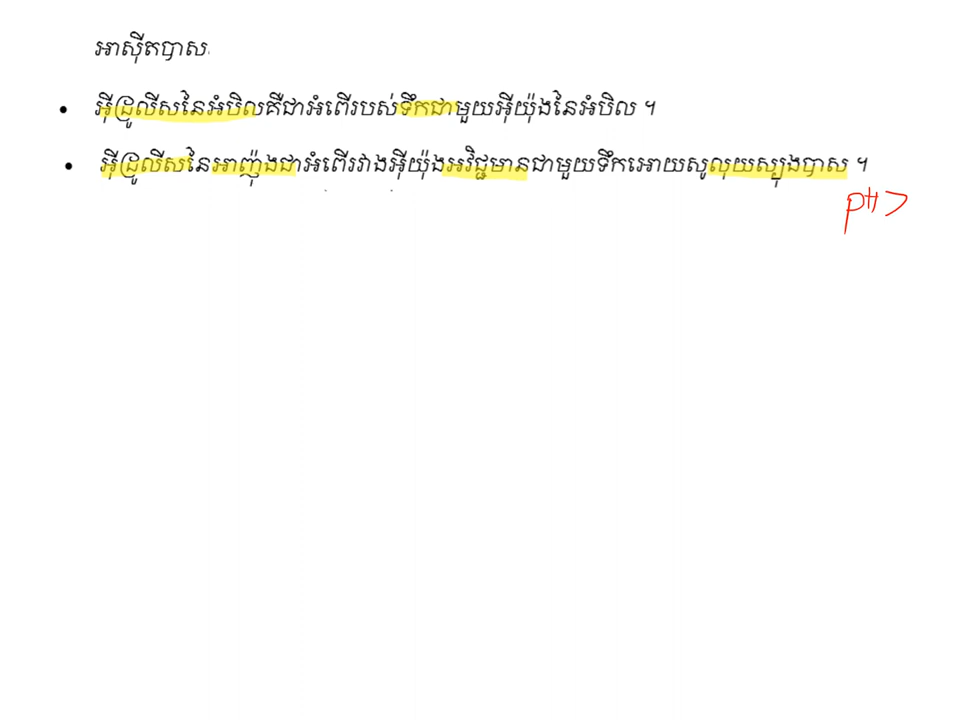 អាស៊ីតបាស
• អ៊ីដ្រូលីសនៃអំបិលគឺជាអំពើរបស់ទឹកជាមួយអ៊ីយ៉ុងនៃអំបិល ។
• អ៊ីដ្រូលីសនៃអាញ៉ុងជាអំពើរវាងអ៊ីយ៉ុងអវិជ្ជមានជាមួយទឹកអោយសូលុយស្យុងបាស ។
pH >